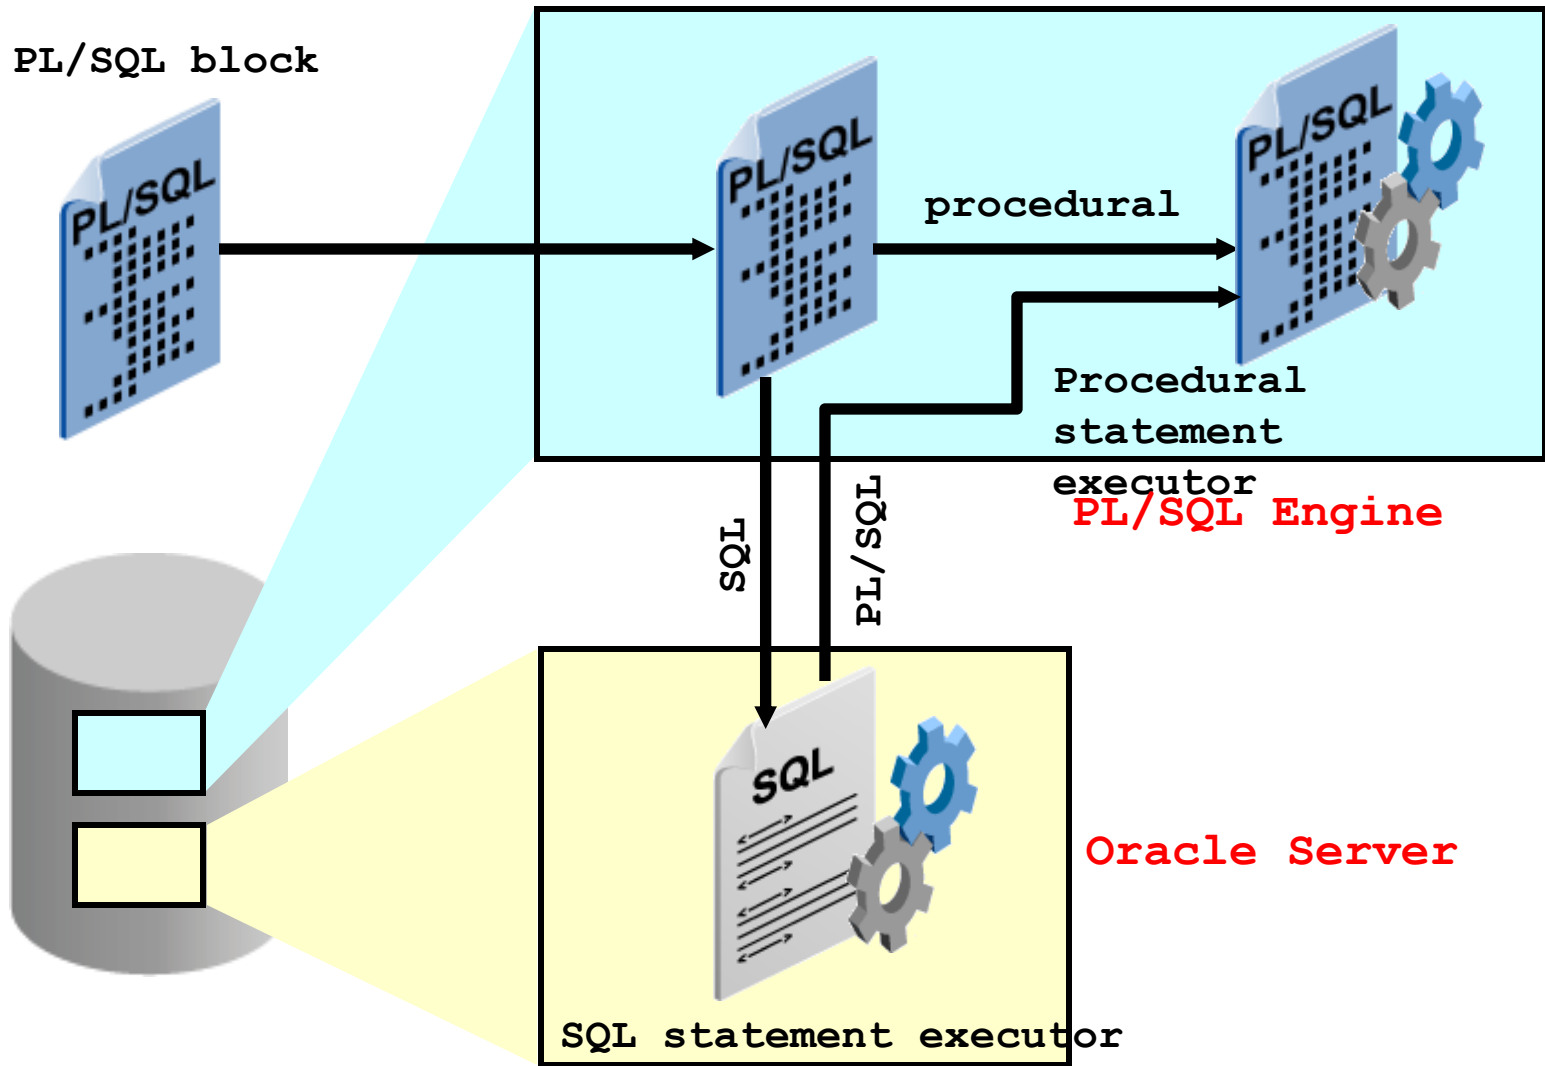 PL/SQL block
PL/SQL
PL/SQL
procedural
PL/SQL
Procedural
statement
executor
PL/SQL Engine
SQL
PL/SQL
SQL
Oracle Server
SQL statement executor